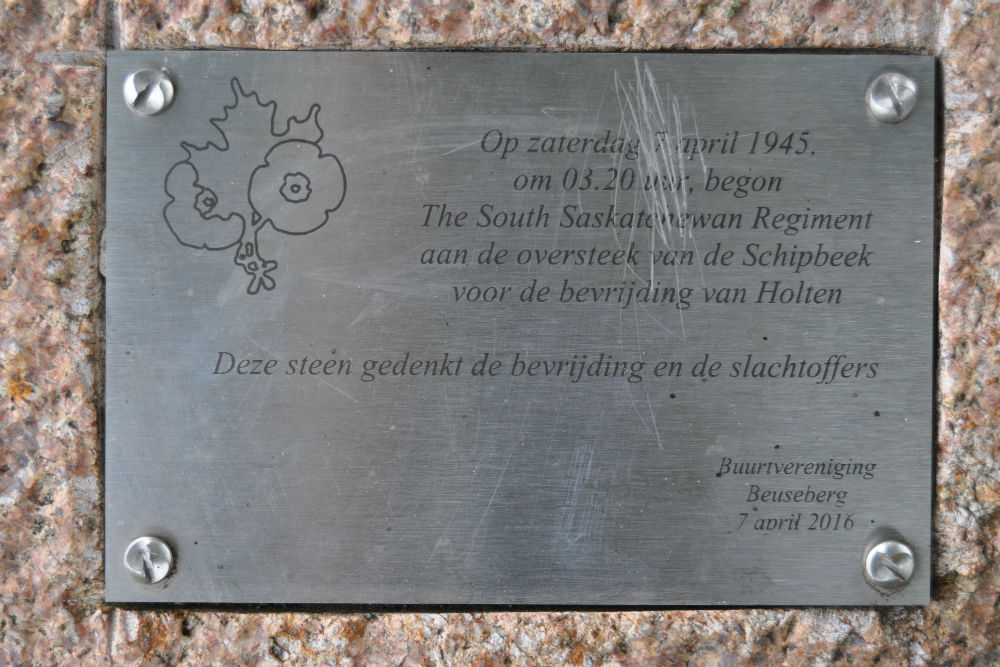 Op zaterdag 7 april 1945.
om 03.20 uur, begon
The South Saskatchewan Regiment
aan de oversteek van de Schipbeek
voor de bevrijding van Holten
Deze steen gedenkt de bevrijding en de slachtoffers
Buurtvereniging
Beuseberg
7 april 2016